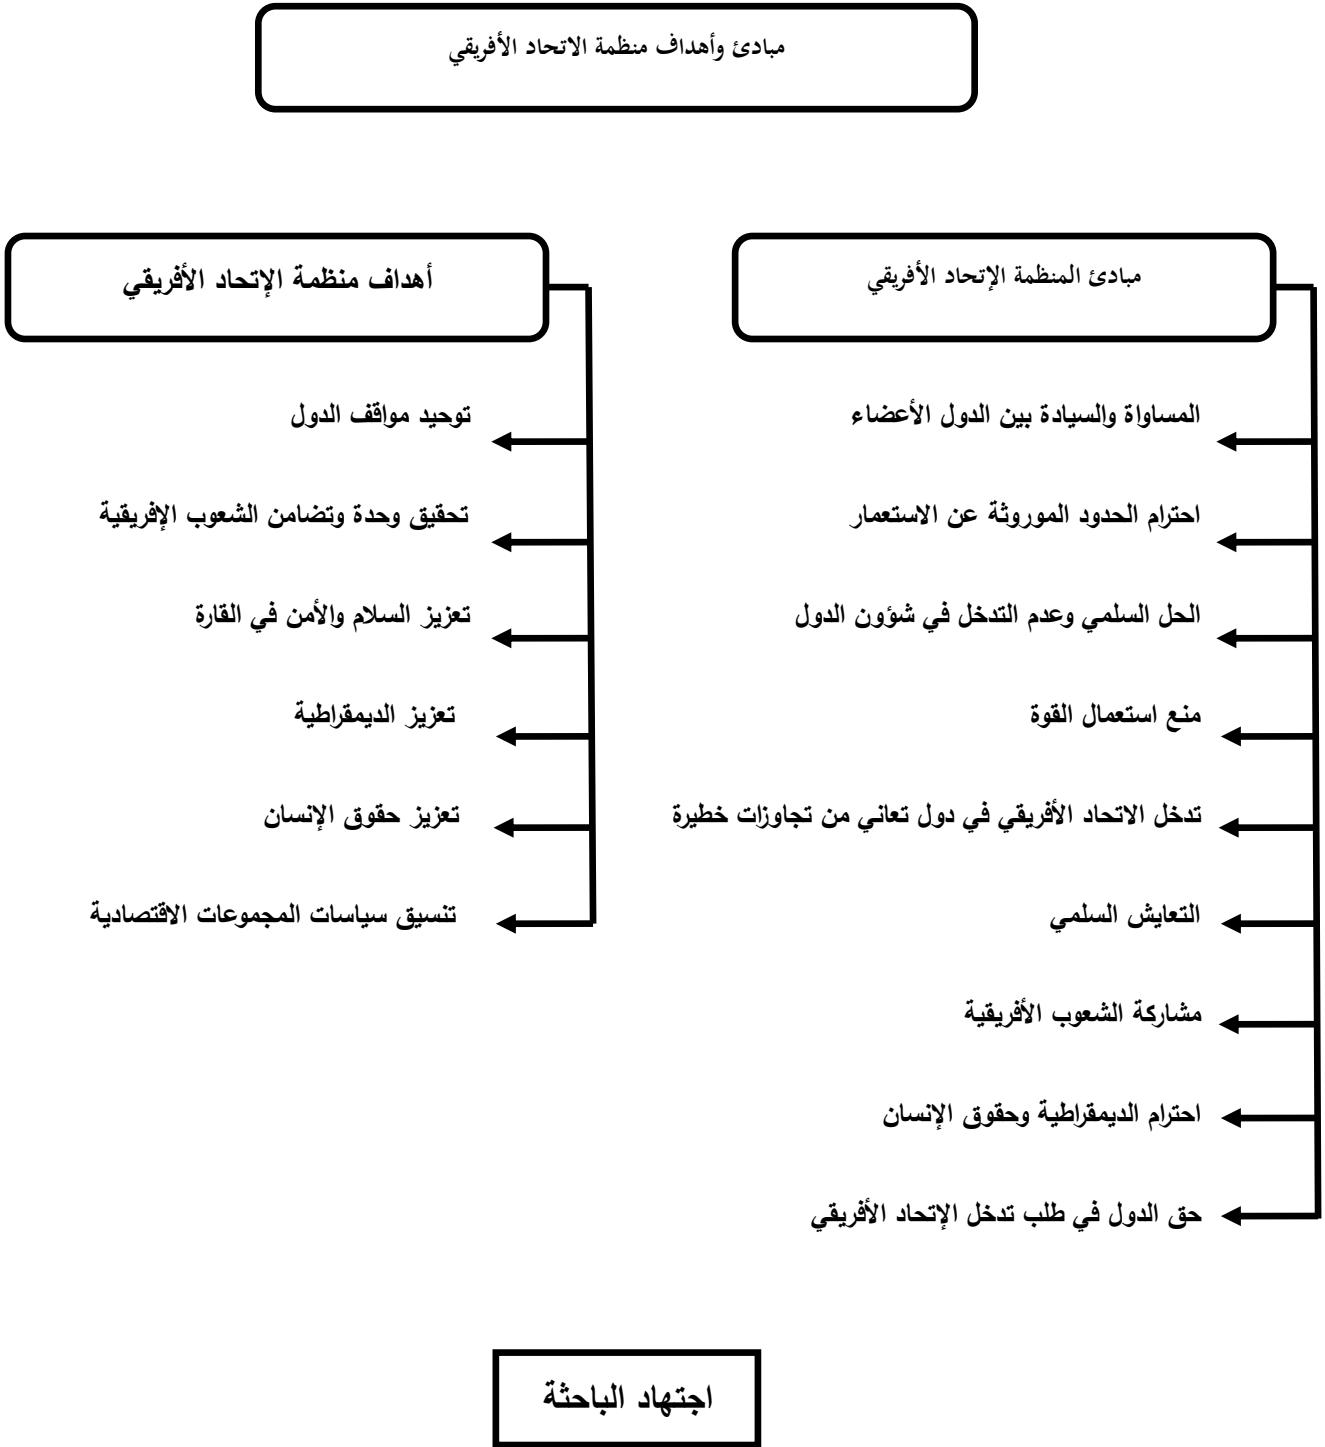 مبادئ وأهداف منظمة الاتحاد الأفريقي
مبادئ المنظمة الإتحاد الأفريقي
المساواة والسيادة بين الدول الأعضاء
احترام الحدود الموروثة عن الاستعمار
الحل السلمي وعدم التدخل في شؤون الدول
منع استعمال القوة
تدخل الاتحاد الأفريقي في دول تعاني من تجاوزات خطيرة
التعايش السلمي
مشاركة الشعوب الأفريقية
احترام الديمقراطية وحقوق الإنسان
حق الدول في طلب تدخل الإتحاد الأفريقي
أهداف منظمة الإتحاد الأفريقي
توحيد مواقف الدول
تحقيق وحدة وتضامن الشعوب الإفريقية
تعزيز السلام والأمن في القارة
تعزيز الديمقراطية
تعزيز حقوق الإنسان
تنسيق سياسات المجموعات الاقتصادية
اجتهاد الباحثة